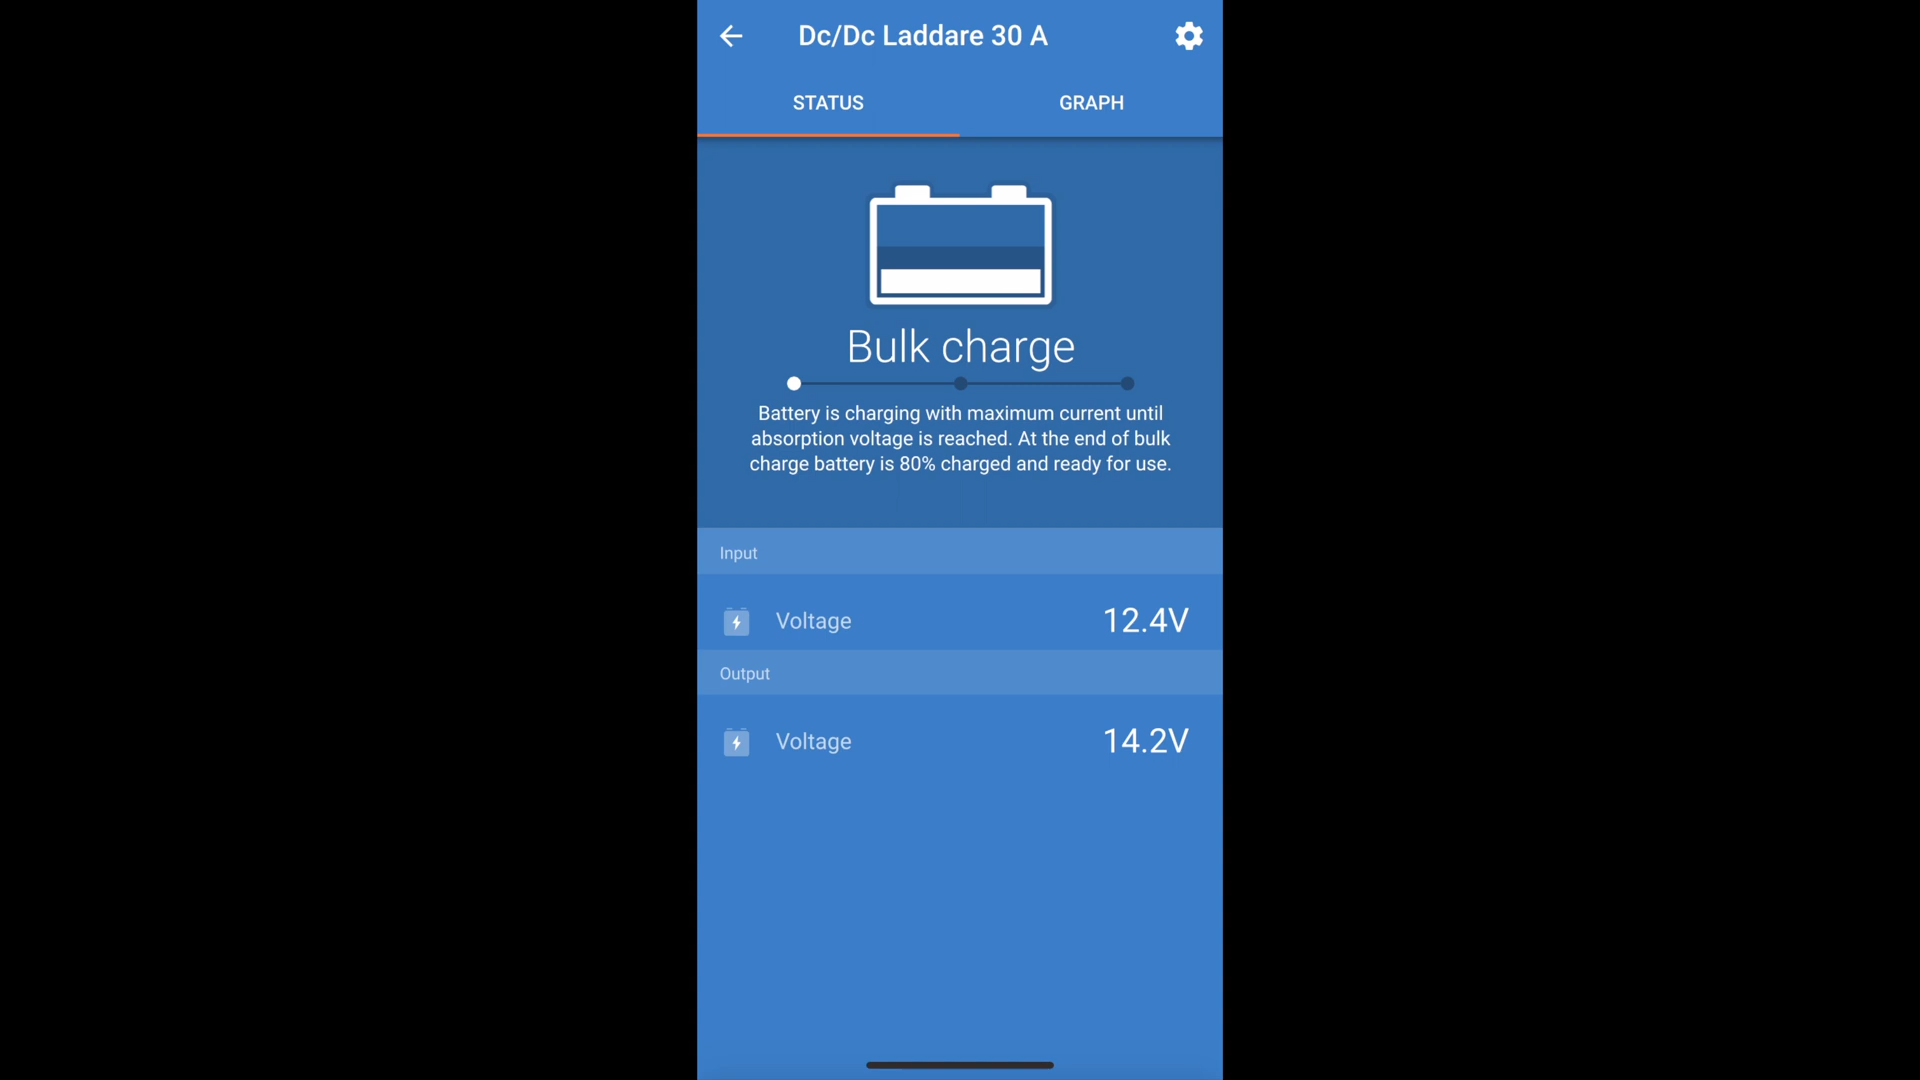 Dc/Dc Laddare 30 A
STATUS
GRAPH
Bulk charge
Battery is charging with maximum current until
absorption voltage is reached. At the end of bulk
charge battery is 80% charged and ready for use.
Input
Voltage 12.4V
Output
Voltage 14.2V